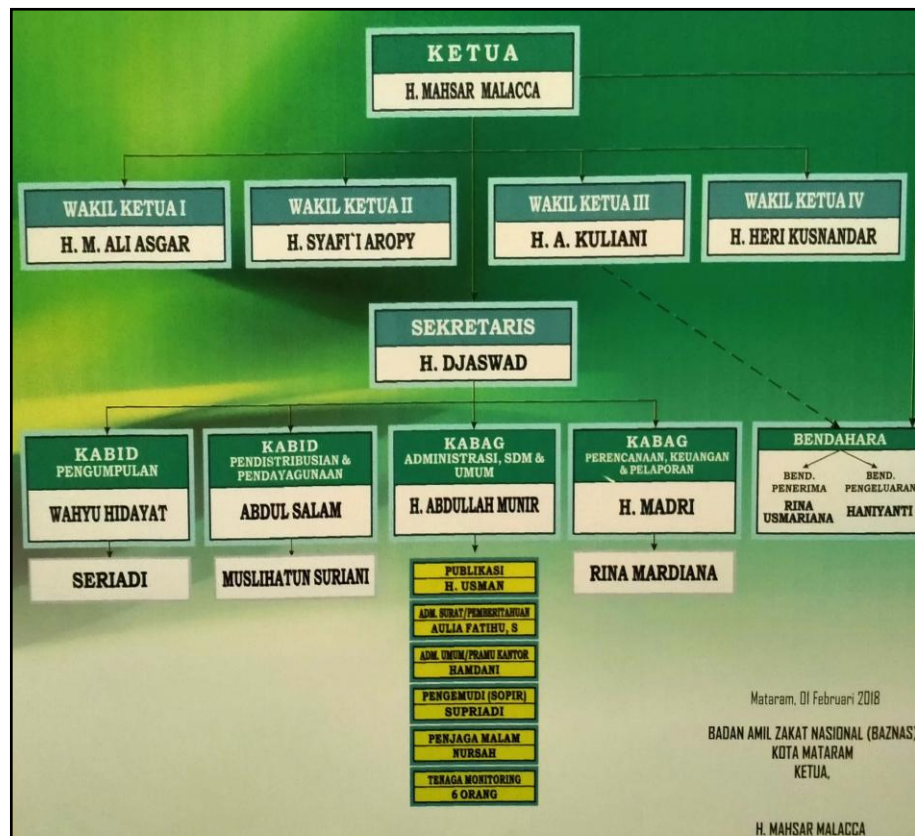 KETUA
H. MAHSAR MALACCA
WAKIL KETUA I
H. M. ALI ASGAR
WAKIL KETUA II
H. SYAFI`I AROPY
WAKIL KETUA III
H. A. KULIANI
WAKIL KETUA IV
H. HERI KUSNANDAR
SEKRETARIS
H. DJASWAD
KABID
PENGUMPULAN
WAHYU HIDAYAT
SERIADI
KABID
PENDISTRIBUSIAN &
PENDAYAGUNAAN
ABDUL SALAM
MUSLIHATUN SURIANI
KABAG
ADMINISTRASI, SDM &
UMUM
H. ABDULLAH MUNIR
PUBLIKASI
H. USMAN
ADM. SURAT/PEMBERITAHUAN
AULIA FATIHU, S
ADM. UMUM/PRAMU KANTOR
HAMDANI
PENGEMUDI (SOPIR)
SUPRIADI
PENJAGA MALAM
NURSAH
TENAGA MONITORING
6 ORANG
KABAG
PERENCANAAN, KEUANGAN
& PELAPORAN
H. MADRI
RINA MARDIANA
BENDAHARA
BEND.
PENERIMA
RINA
USMARIANA
BEND.
PENGELUARAN
HANIYANTI
Mataram, 01 Februari 2018
BADAN AMIL ZAKAT NASIONAL (BAZNAS)
KOTA MATARAM
KETUA,
H. MAHSAR MALACCA